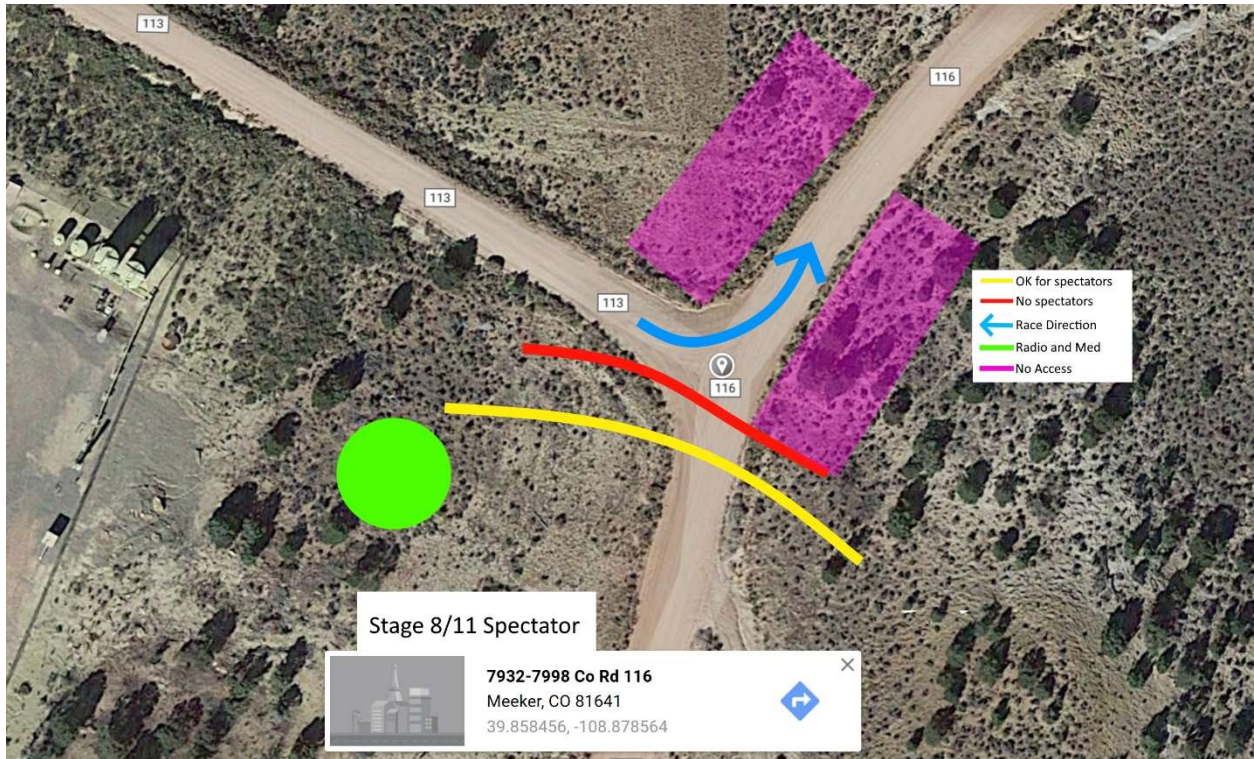 113
116
113
113
116
OK for spectators
No spectators
Race Direction
Radio and Med
No Access
Stage 8/11 Spectator
7932-7998 Co Rd 116
Meeker, CO 81641
39.858456, -108.878564